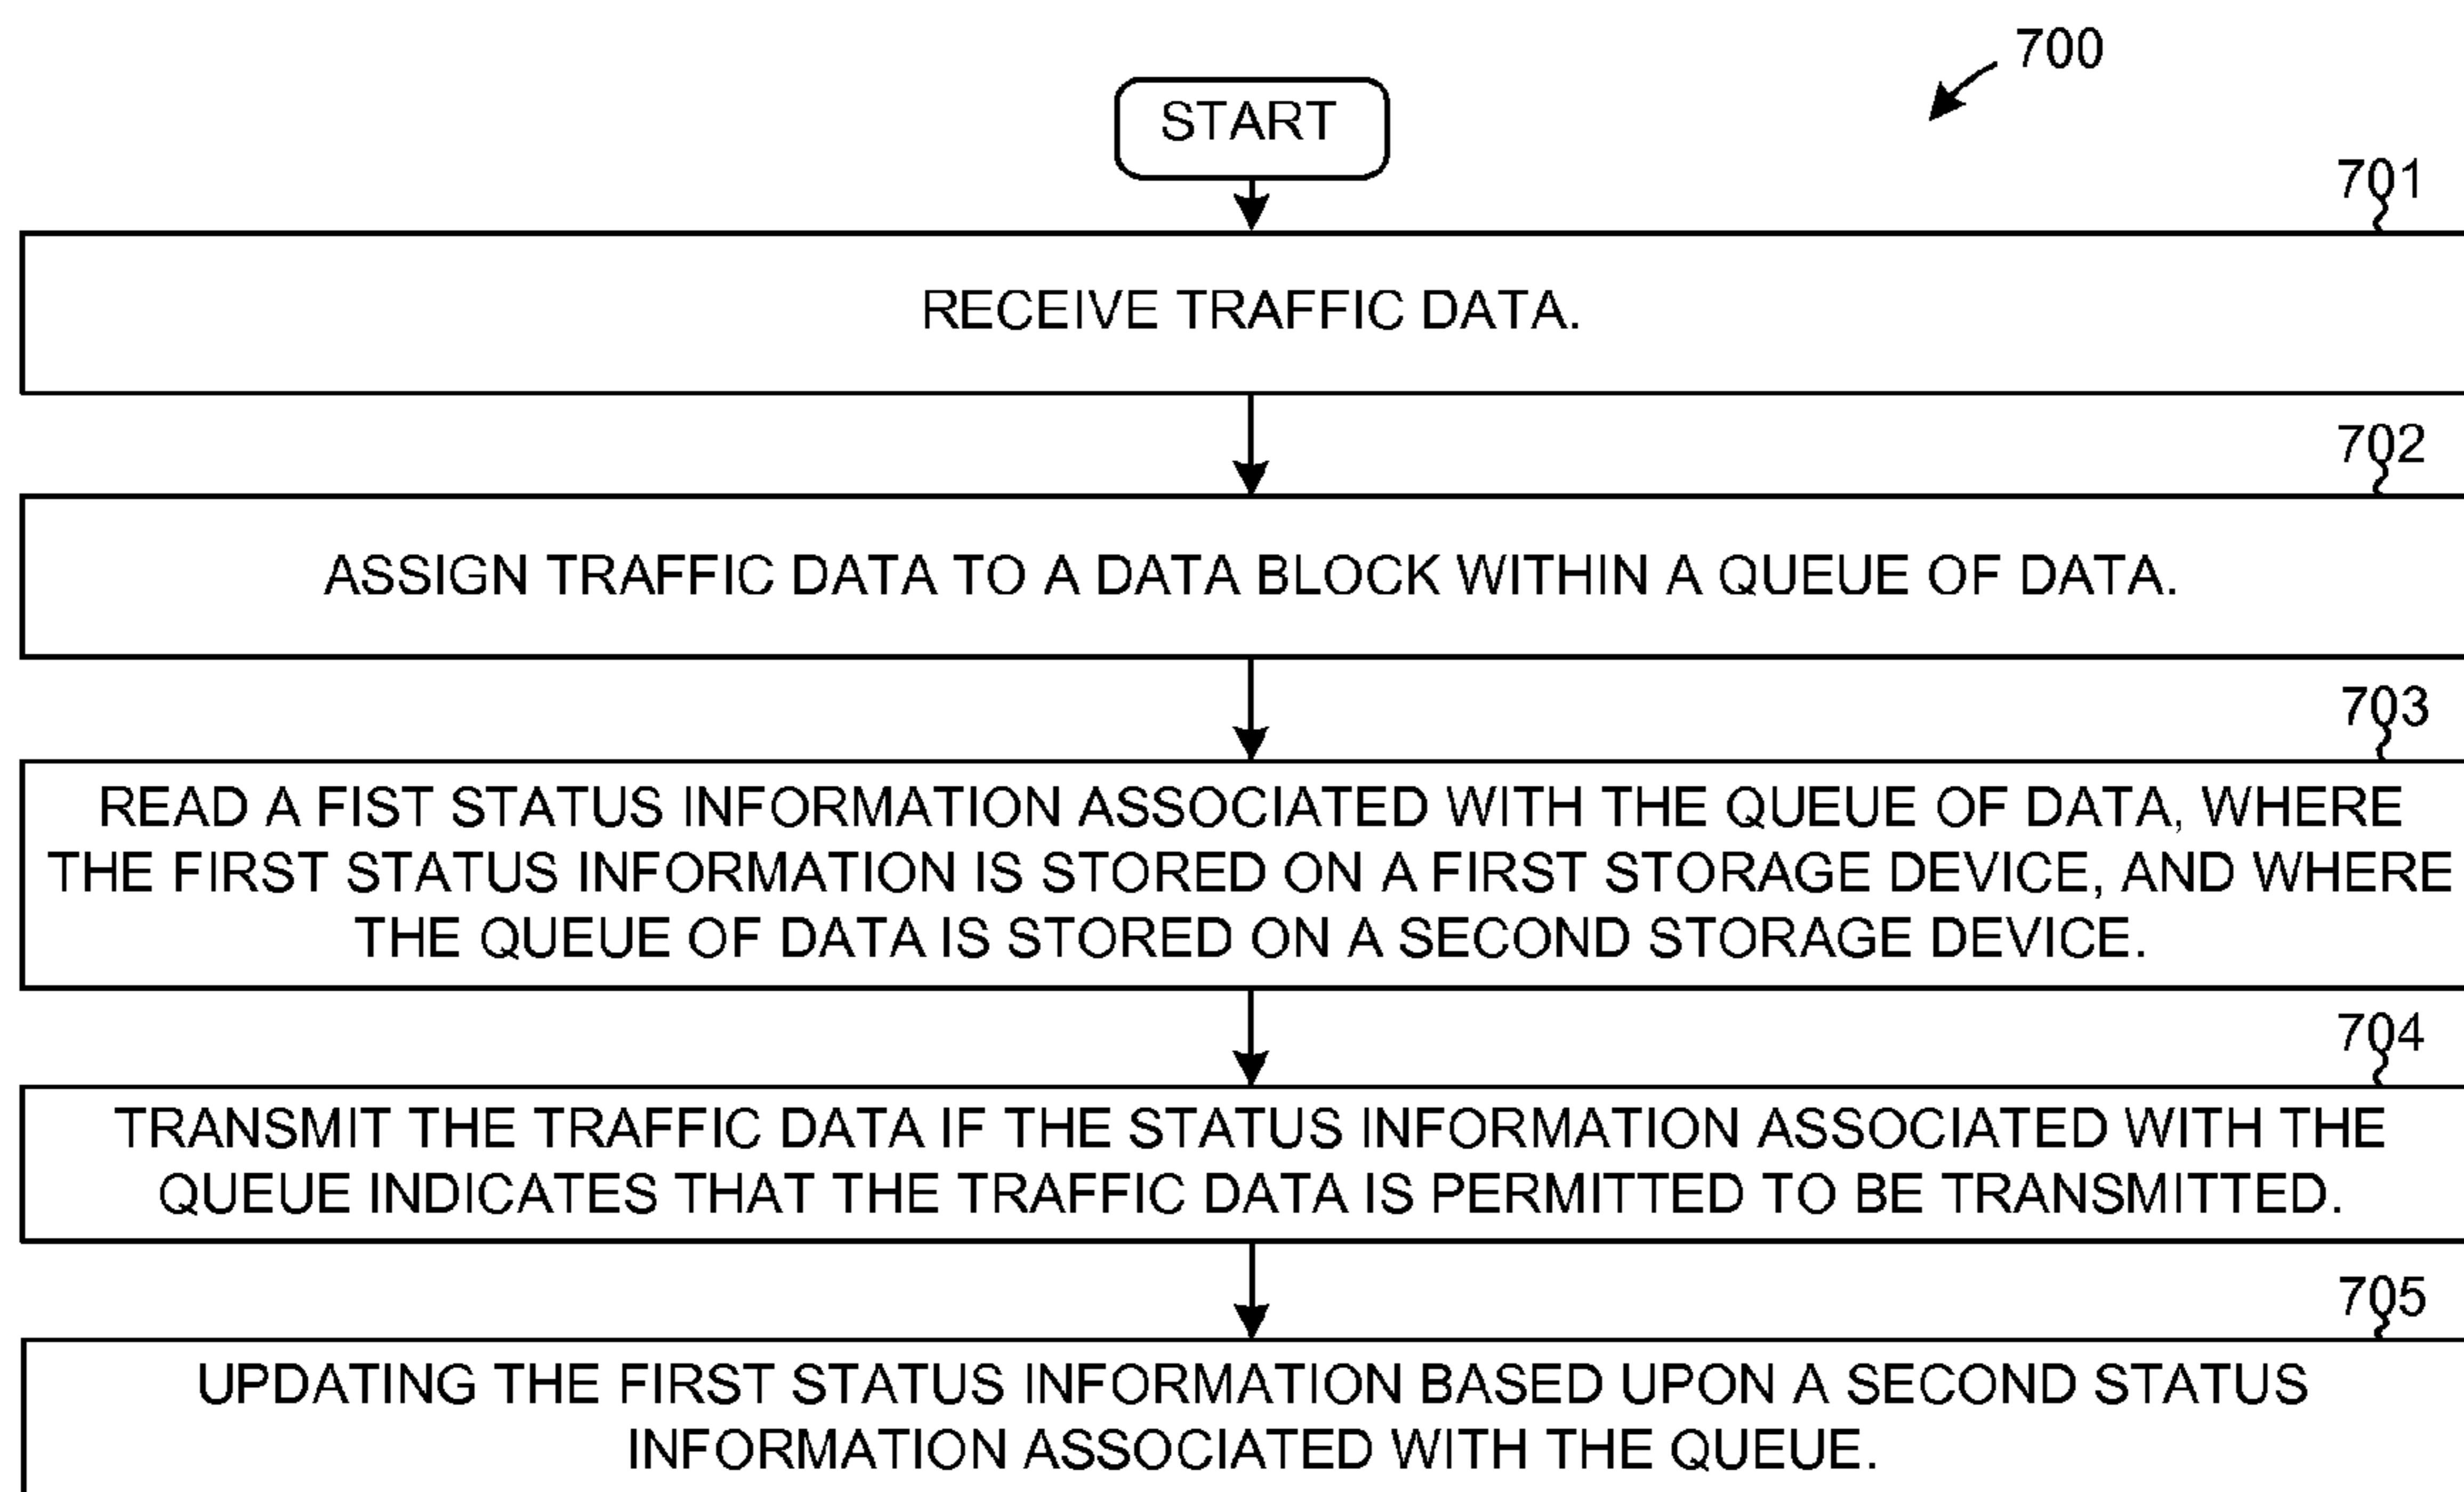 700
START
701
RECEIVE TRAFFIC DATA.
702
ASSIGN TRAFFIC DATA TO A DATA BLOCK WITHIN A QUEUE OF DATA.
703
READ A FIST STATUS INFORMATION ASSOCIATED WITH THE QUEUE OF DATA, WHERE
THE FIRST STATUS INFORMATION IS STORED ON A FIRST STORAGE DEVICE, AND WHERE
THE QUEUE OF DATA IS STORED ON A SECOND STORAGE DEVICE.
704
TRANSMIT THE TRAFFIC DATA IF THE STATUS INFORMATION ASSOCIATED WITH THE
QUEUE INDICATES THAT THE TRAFFIC DATA IS PERMITTED TO BE TRANSMITTED.
705
UPDATING THE FIRST STATUS INFORMATION BASED UPON A SECOND STATUS
INFORMATION ASSOCIATED WITH THE QUEUE.